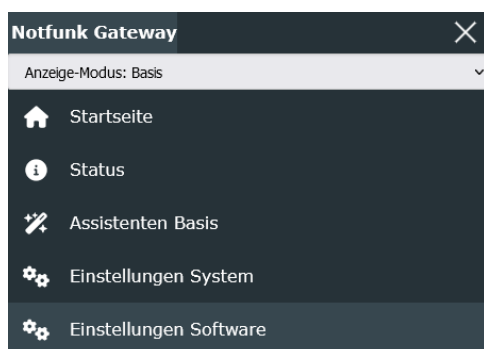 Notfunk Gateway
Anzeige-Modus: Basis
Startseite
Status
Assistenten Basis
Einstellungen System
Einstellungen Software